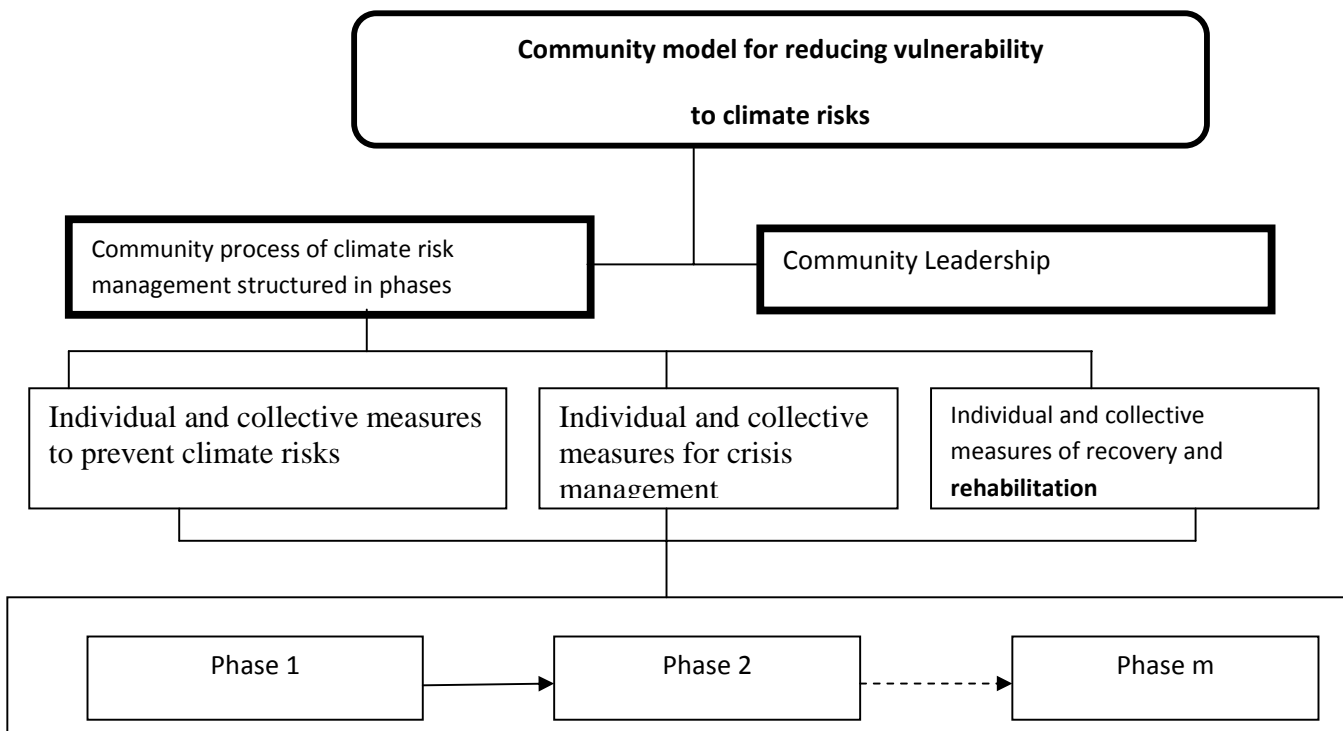 Community model for reducing vulnerability
to climate risks
Community process of climate risk
management structured in phases
Community Leadership
Individual and collective measures
to prevent climate risks
Individual and collective
measures for crisis
management
Individual and collective
measures of recovery and
rehabilitation
Phase 1
Phase 2
Phase m